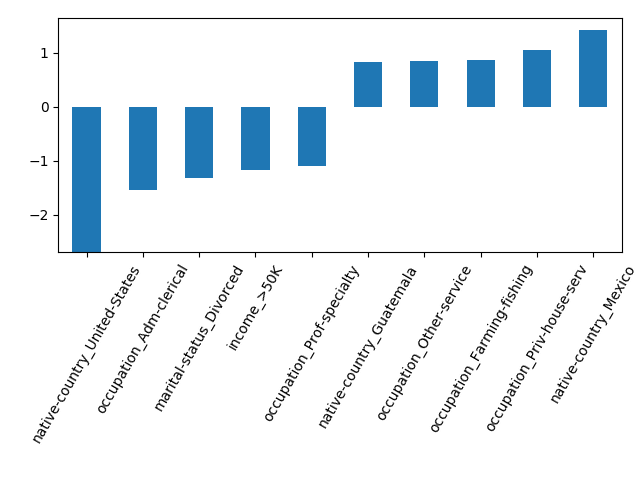 1
0
−1
−2
native-country_United-States
occupation_Adm-clerical
marital-status_Divorced
income_>50K
occupation_Prof-specialty
native-country_Guatemala
occupation_Other-service
occupation_Farming-fishing
occupation_Priv-house-serv
native-country_Mexico